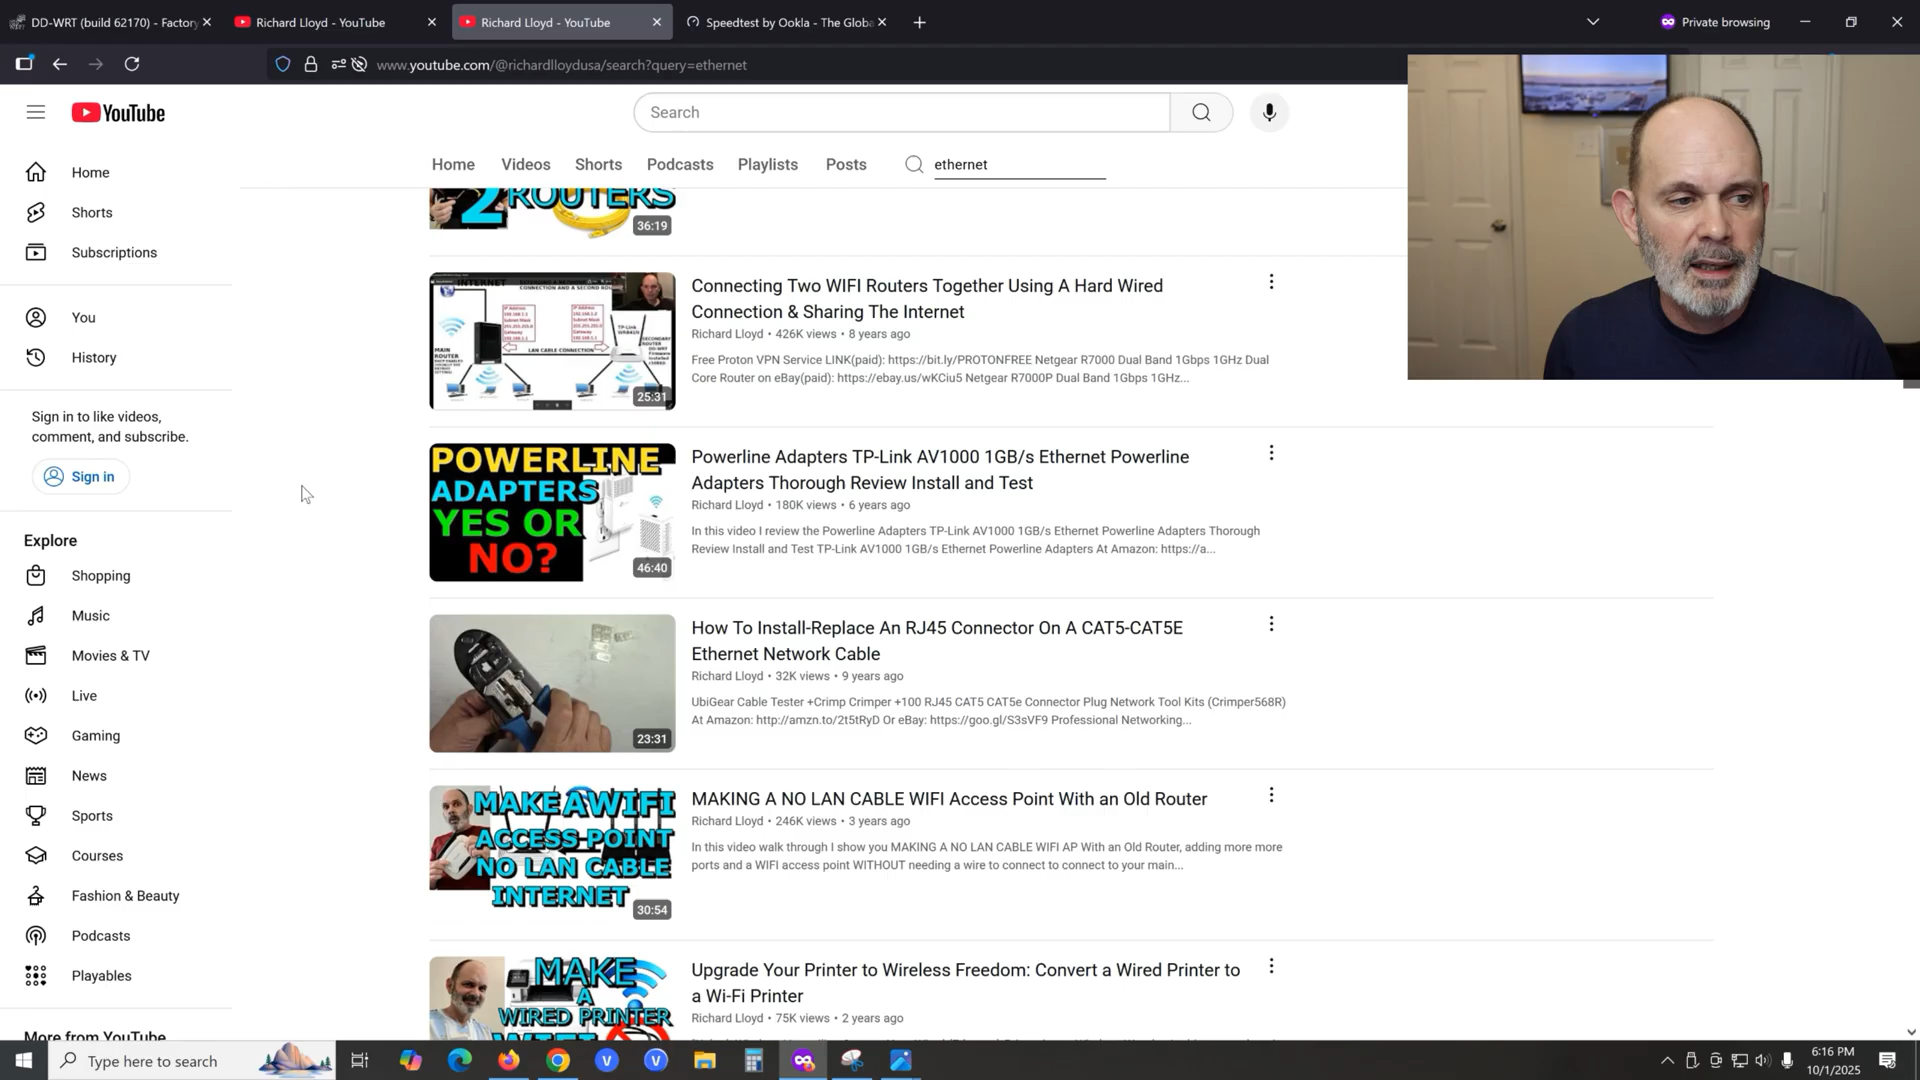 DD-WRT (build 62170) - Factory
Richard Lloyd - YouTube
Richard Lloyd - YouTube
Speedtest by Ookla - The Globa
Private browsing
www.youtube.com/@richardlloydusa/search?query=ethernet
YouTube
Search
Home
Videos
Shorts
Podcasts
Playlists
Posts
ethernet
Home
Shorts
Subscriptions
You
History
Sign in to like videos,
comment, and subscribe.
Sign in
Explore
Shopping
Music
Movies & TV
Live
Gaming
News
Sports
Courses
Fashion & Beauty
Podcasts
Playables
More from YouTube
2 ROUTERS
36:19
INTERNET
CONNECTION AND A SECOND
MAIN
ROUTER
LAN CABLE CONNECTION
TP-Link
SECONDARY
ROUTER
25:31
Connecting Two WIFI Routers Together Using A Hard Wired
Connection & Sharing The Internet
Richard Lloyd • 426K views • 8 years ago
Free Proton VPN Service LINK(paid): https://bit.ly/PROTONFREE Netgear R7000 Dual Band 1Gbps 1GHz Dual
Core Router on eBay(paid): https://ebay.us/wKCiu5 Netgear R7000P Dual Band 1Gbps 1GHz...
POWERLINE
ADAPTERS
YES OR
NO?
46:40
Powerline Adapters TP-Link AV1000 1GB/s Ethernet Powerline
Adapters Thorough Review Install and Test
Richard Lloyd • 180K views • 6 years ago
In this video I review the Powerline Adapters TP-Link AV1000 1GB/s Ethernet Powerline Adapters Thorough
Review Install and Test TP-Link AV1000 1GB/s Ethernet Powerline Adapters At Amazon: https://a...
23:31
How To Install-Replace An RJ45 Connector On A CAT5-CAT5E
Ethernet Network Cable
Richard Lloyd • 32K views • 9 years ago
UbiGear Cable Tester +Crimp Crimper +100 RJ45 CAT5 CAT5e Connector Plug Network Tool Kits (Crimper568R)
At Amazon: http://amzn.to/2t5tRyD Or eBay: https://goo.gl/S3sVF9 Professional Networking...
MAKE A WIFI
ACCESS POINT
NO LAN CABLE
INTERNET
30:54
MAKING A NO LAN CABLE WIFI Access Point With an Old Router
Richard Lloyd • 246K views • 3 years ago
In this video walk through I show you MAKING A NO LAN CABLE WIFI AP With an Old Router, adding more more
ports and a WIFI access point WITHOUT needing a wire to connect to connect to your main...
MAKE
A
WIRED PRINTER
Upgrade Your Printer to Wireless Freedom: Convert a Wired Printer to
a Wi-Fi Printer
Richard Lloyd • 75K views • 2 years ago
Type here to search
6:16 PM
10/1/2025